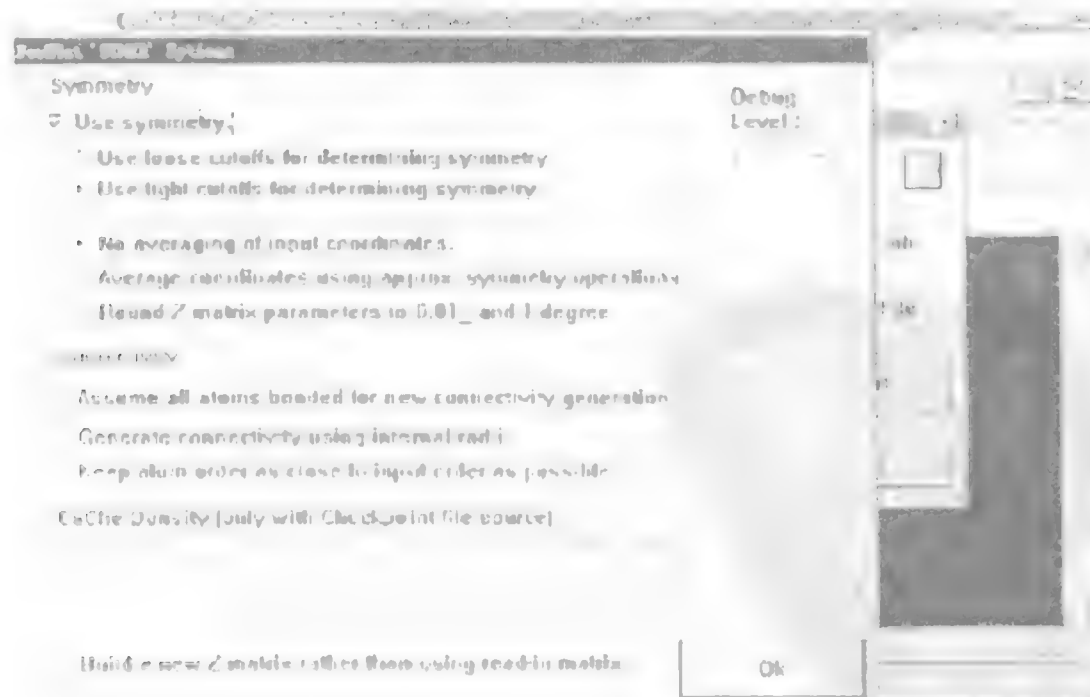 Options
Symmetry
Debug
Level :
Use symmetry
Use loose cutoffs for determining symmetry
Use tight cutoffs for determining symmetry
No averaging of input coordinates.
Average coordinates using approx. symmetry operations
Round Z matrix parameters to 0.01_ and 1 degree
Assume all atoms bonded for new connectivity generation
Generate connectivity using internal radii
Keep atom order as close to input order as possible
CaChe Density (only with Checkpoint file source)
Build a new Z matrix rather than using read-in matrix
Ok